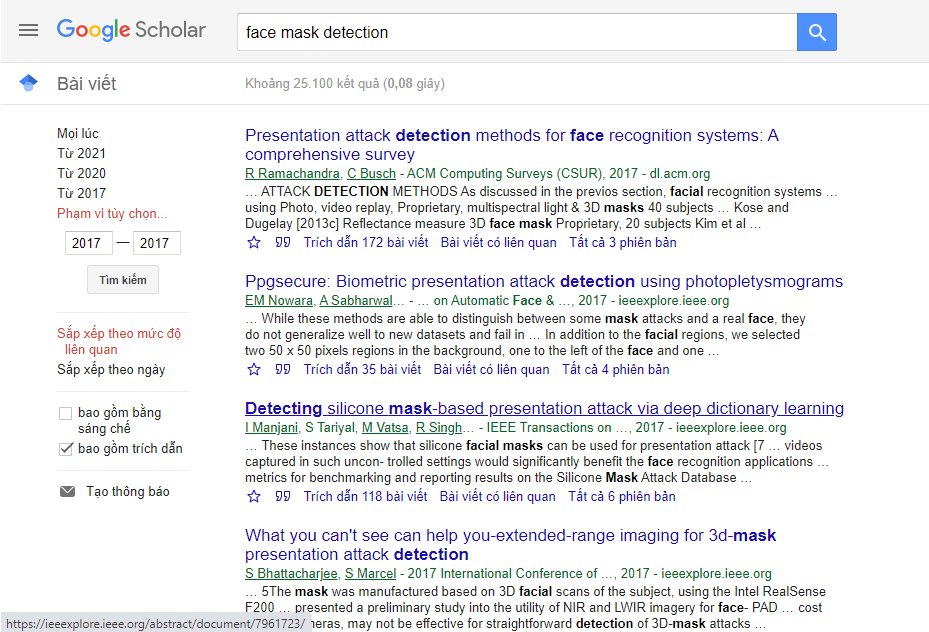 Google Scholar
face mask detection
Bài viết
Khoảng 25.100 kết quả (0,08 giây)
Mọi lúc
Từ 2021
Từ 2020
Từ 2017
Phạm vi tùy chọn...
2017 — 2017
Tìm kiếm
Sắp xếp theo mức độ
liên quan
Sắp xếp theo ngày
bao gồm bằng
sáng chế
bao gồm trích dẫn
Tạo thông báo
Presentation attack detection methods for face recognition systems: A
comprehensive survey
R Ramachandra, C Busch - ACM Computing Surveys (CSUR), 2017 - dl.acm.org
... ATTACK DETECTION METHODS As discussed in the previos section, facial recognition systems ...
using Photo, video replay, Proprietary, multispectral light & 3D masks 40 subjects ... Kose and
Dugelay [2013c] Reflectance measure 3D face mask Proprietary, 20 subjects Kim et al ...
Trích dẫn 172 bài viết Bài viết có liên quan Tất cả 3 phiên bản
Ppgsecure: Biometric presentation attack detection using photopletysmograms
EM Nowara, A Sabharwal... - ... on Automatic Face & ..., 2017 - ieeexplore.ieee.org
... While these methods are able to distinguish between some mask attacks and a real face, they
do not generalize well to new datasets and fail in ... In addition to the facial regions, we selected
two 50 x 50 pixels regions in the background, one to the left of the face and one ...
Trích dẫn 35 bài viết Bài viết có liên quan Tất cả 4 phiên bản
Detecting silicone mask-based presentation attack via deep dictionary learning
I Manjani, S Tariyal, M Vatsa, R Singh... - IEEE Transactions on ..., 2017 - ieeexplore.ieee.org
... These instances show that silicone facial masks can be used for presentation attack [7 ... videos
captured in such uncon- trolled settings would significantly benefit the face recognition applications ...
metrics for benchmarking and reporting results on the Silicone Mask Attack Database ...
Trích dẫn 118 bài viết Bài viết có liên quan Tất cả 6 phiên bản
What you can't see can help you-extended-range imaging for 3d-mask
presentation attack detection
S Bhattacharjee, S Marcel - 2017 International Conference of ..., 2017 - ieeexplore.ieee.org
... 5The mask was manufactured based on 3D facial scans of the subject, using the Intel RealSense
F200 ... presented a preliminary study into the utility of NIR and LWIR imagery for face- PAD ... cost
https://ieeexplore.ieee.org/abstract/document/7961723/ neras, may not be effective for straightforward detection of 3D-mask attacks ...